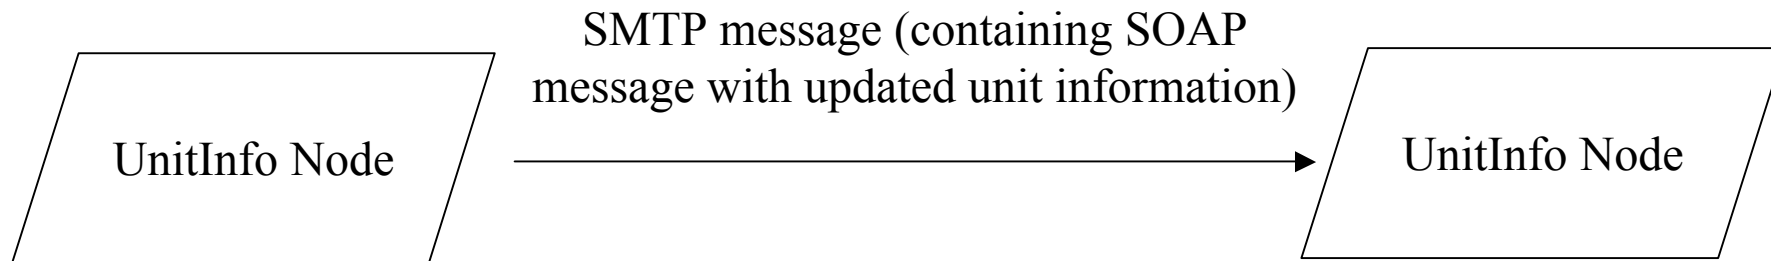 SMTP message (containing SOAP
message with updated unit information)
UnitInfo Node
UnitInfo Node